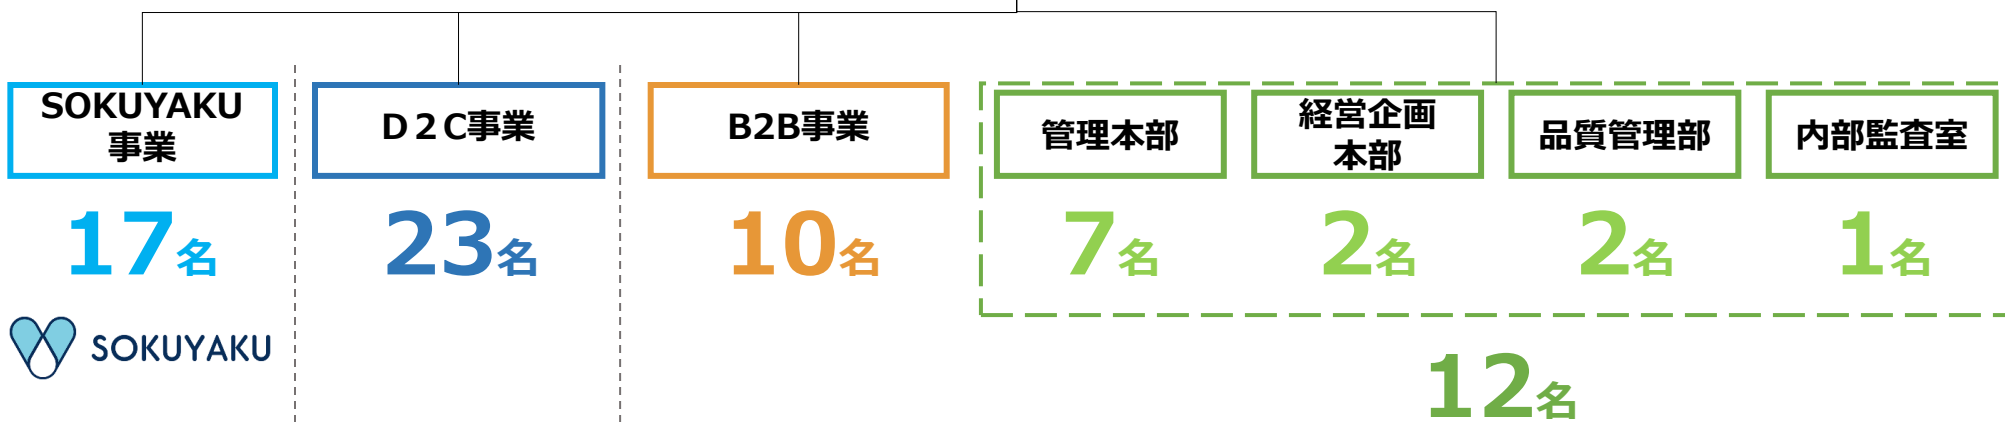 SOKUYAKU
事業
D２C事業
B2B事業
管理本部
経営企画
本部
品質管理部
内部監査室
17名
23名
10名
7名
2名
2名
1名
SOKUYAKU
12名